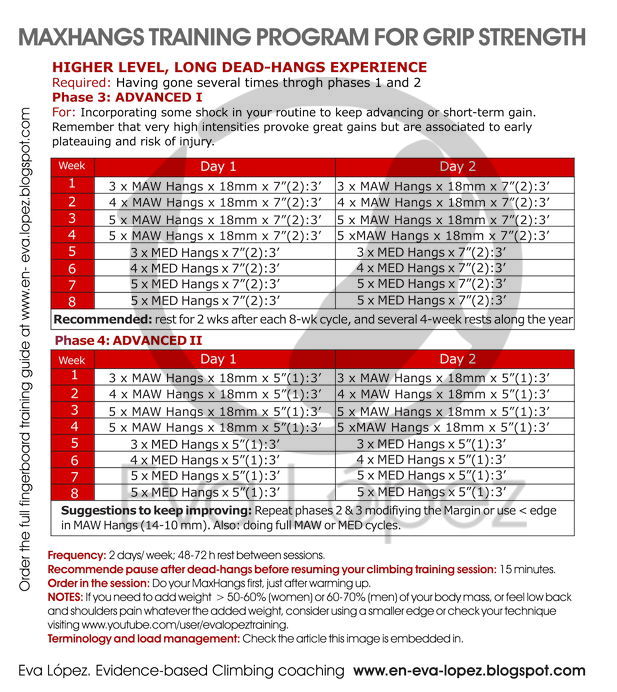 MAXHANGS TRAINING PROGRAM FOR GRIP STRENGTH
HIGHER LEVEL, LONG DEAD-HANGS EXPERIENCE
Required: Having gone several times throgh phases 1 and 2
Phase 3: ADVANCED I
For: Incorporating some shock in your routine to keep advancing or short-term gain.
Remember that very high intensities provoke great gains but are associated to early
plateauing and risk of injury.
Week Day 1 Day 2
1 3 x MAW Hangs x 18mm x 7”(2):3’ 3 x MAW Hangs x 18mm x 7”(2):3’
2 4 x MAW Hangs x 18mm x 7”(2):3’ 4 x MAW Hangs x 18mm x 7”(2):3’
3 5 x MAW Hangs x 18mm x 7”(2):3’ 5 x MAW Hangs x 18mm x 7”(2):3’
4 5 x MAW Hangs x 18mm x 7”(2):3’ 5 xMAW Hangs x 18mm x 7”(2):3’
5 3 x MED Hangs x 7”(2):3’ 3 x MED Hangs x 7”(2):3’
6 4 x MED Hangs x 7”(2):3’ 4 x MED Hangs x 7”(2):3’
7 5 x MED Hangs x 7”(2):3’ 5 x MED Hangs x 7”(2):3’
8 5 x MED Hangs x 7”(2):3’ 5 x MED Hangs x 7”(2):3’
Recommended: rest for 2 wks after each 8-wk cycle, and several 4-week rests along the year
Phase 4: ADVANCED II
Week Day 1 Day 2
1 3 x MAW Hangs x 18mm x 5”(1):3’ 3 x MAW Hangs x 18mm x 5”(1):3’
2 4 x MAW Hangs x 18mm x 5”(1):3’ 4 x MAW Hangs x 18mm x 5”(1):3’
3 5 x MAW Hangs x 18mm x 5”(1):3’ 5 x MAW Hangs x 18mm x 5”(1):3’
4 5 x MAW Hangs x 18mm x 5”(1):3’ 5 xMAW Hangs x 18mm x 5”(1):3’
5 3 x MED Hangs x 5”(1):3’ 3 x MED Hangs x 5”(1):3’
6 4 x MED Hangs x 5”(1):3’ 4 x MED Hangs x 5”(1):3’
7 5 x MED Hangs x 5”(1):3’ 5 x MED Hangs x 5”(1):3’
8 5 x MED Hangs x 5”(1):3’ 5 x MED Hangs x 5”(1):3’
Eva López
Suggestions to keep improving: Repeat phases 2 & 3 modifiying the Margin or use < edge
in MAW Hangs (14-10 mm). Also: doing full MAW or MED cycles.
Frequency: 2 days/ week; 48-72 h rest between sessions.
Recommende pause after dead-hangs before resuming your climbing training session: 15 minutes.
Order in the session: Do your MaxHangs first, just after warming up.
NOTES: If you need to add weight > 50-60% (women) or 60-70% (men) of your body mass, or feel low back
and shoulders pain whatever the added weight, consider using a smaller edge or check your technique
visiting www.youtube.com/user/evalopeztraining.
Terminology and load management: Check the article this image is embedded in.
Order the full fingerboard training guide at www.en- eva.lopez.blogspot.com
Eva López. Evidence-based Climbing coaching www.en-eva-lopez.blogspot.com